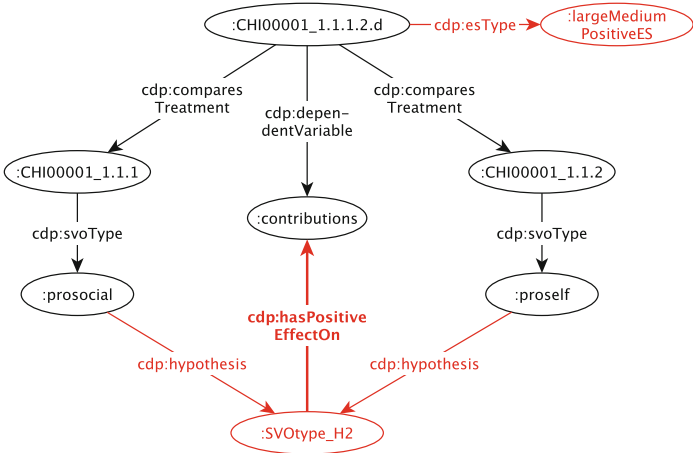 :CHI00001_1.1.1.2.d
cdp:esType
:largeMedium
PositiveES
cdp:compares
Treatment
cdp:depen-
dentVariable
cdp:compares
Treatment
:CHI00001_1.1.1
:contributions
:CHI00001_1.1.2
cdp:svoType
cdp:svoType
:prosocial
:proself
cdp:hasPositive
EffectOn
cdp:hypothesis
cdp:hypothesis
:SVOtype_H2